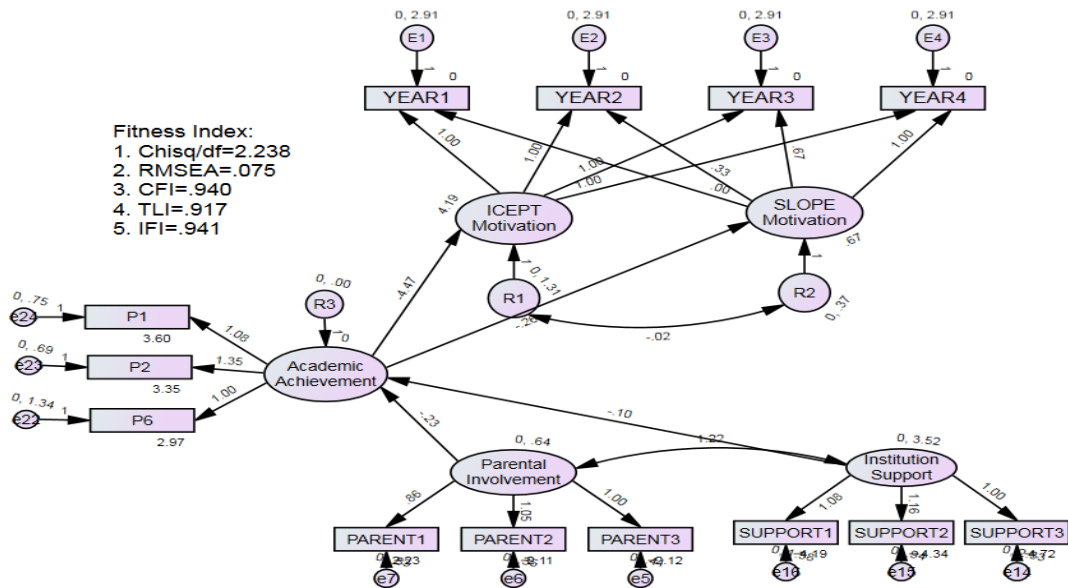 0, 2.91 0, 2.91 0, 2.91 0, 2.91
E1 E2 E3 E4
1 0 1 0 1 0 1 0
YEAR1 YEAR2 YEAR3 YEAR4
Fitness Index:
1. Chisq/df=2.238
2. RMSEA=.075
3. CFI=.940
4. TLI=.917
5. IFI=.941
1.00 1.00 1.00 1.00 .00 .33 .67 1.00
4.19
ICEPT
Motivation
SLOPE
Motivation
.67
-4.47
1 0, 1.31
R1
-.26
-.02
1
R2
0, .37
0, .00
R3
1 0
0, .75
e24 1 P1
3.60
1.08
0, .69
e23 1 P2
3.35
1.35
0, 1.34
e22 1 P6
2.97
1.00
Academic
Achievement
-.23
-.10
0, .64
Parental
Involvement
1.22
0, 3.52
Institution
Support
.86 1.05 1.00
1.08 1.16 1.00
PARENT1 PARENT2 PARENT3
SUPPORT1 SUPPORT2 SUPPORT3
e7 e6 e5
e16 e15 e14